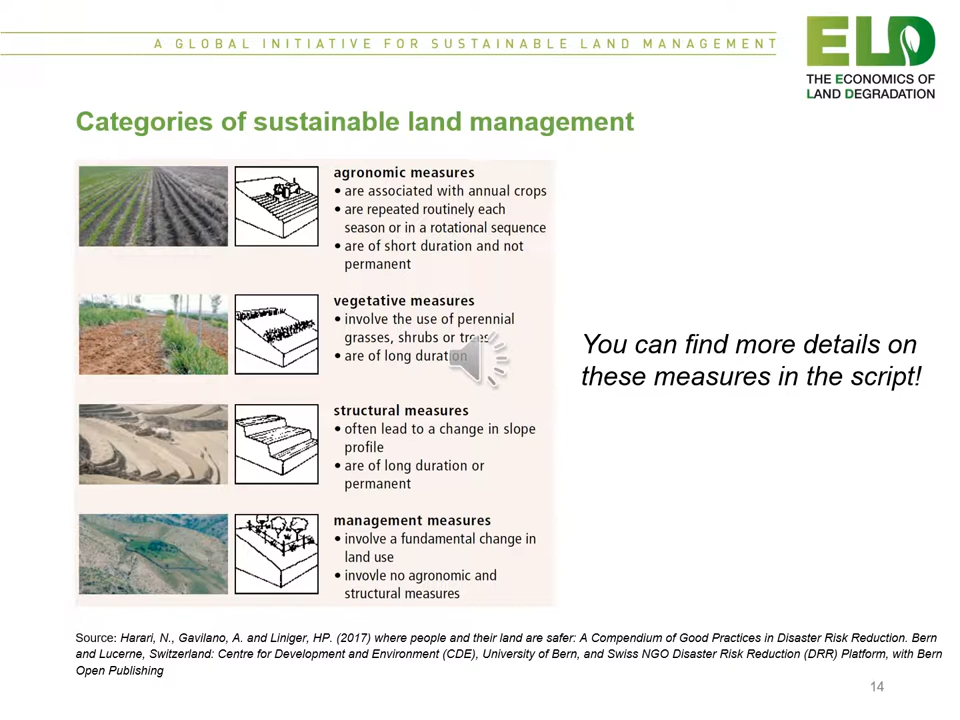 A GLOBAL INITIATIVE FOR SUSTAINABLE LAND MANAGEMENT
ELD
THE ECONOMICS OF
LAND DEGRADATION
Categories of sustainable land management
agronomic measures
• are associated with annual crops
• are repeated routinely each
season or in a rotational sequence
• are of short duration and not
permanent
vegetative measures
• involve the use of perennial
grasses, shrubs or trees
• are of long duration
structural measures
• often lead to a change in slope
profile
• are of long duration or
permanent
management measures
• involve a fundamental change in
land use
• invovle no agronomic and
structural measures
You can find more details on
these measures in the script!
Source: Harari, N., Gavilano, A. and Liniger, HP. (2017) where people and their land are safer: A Compendium of Good Practices in Disaster Risk Reduction. Bern
and Lucerne, Switzerland: Centre for Development and Environment (CDE), University of Bern, and Swiss NGO Disaster Risk Reduction (DRR) Platform, with Bern
Open Publishing
14